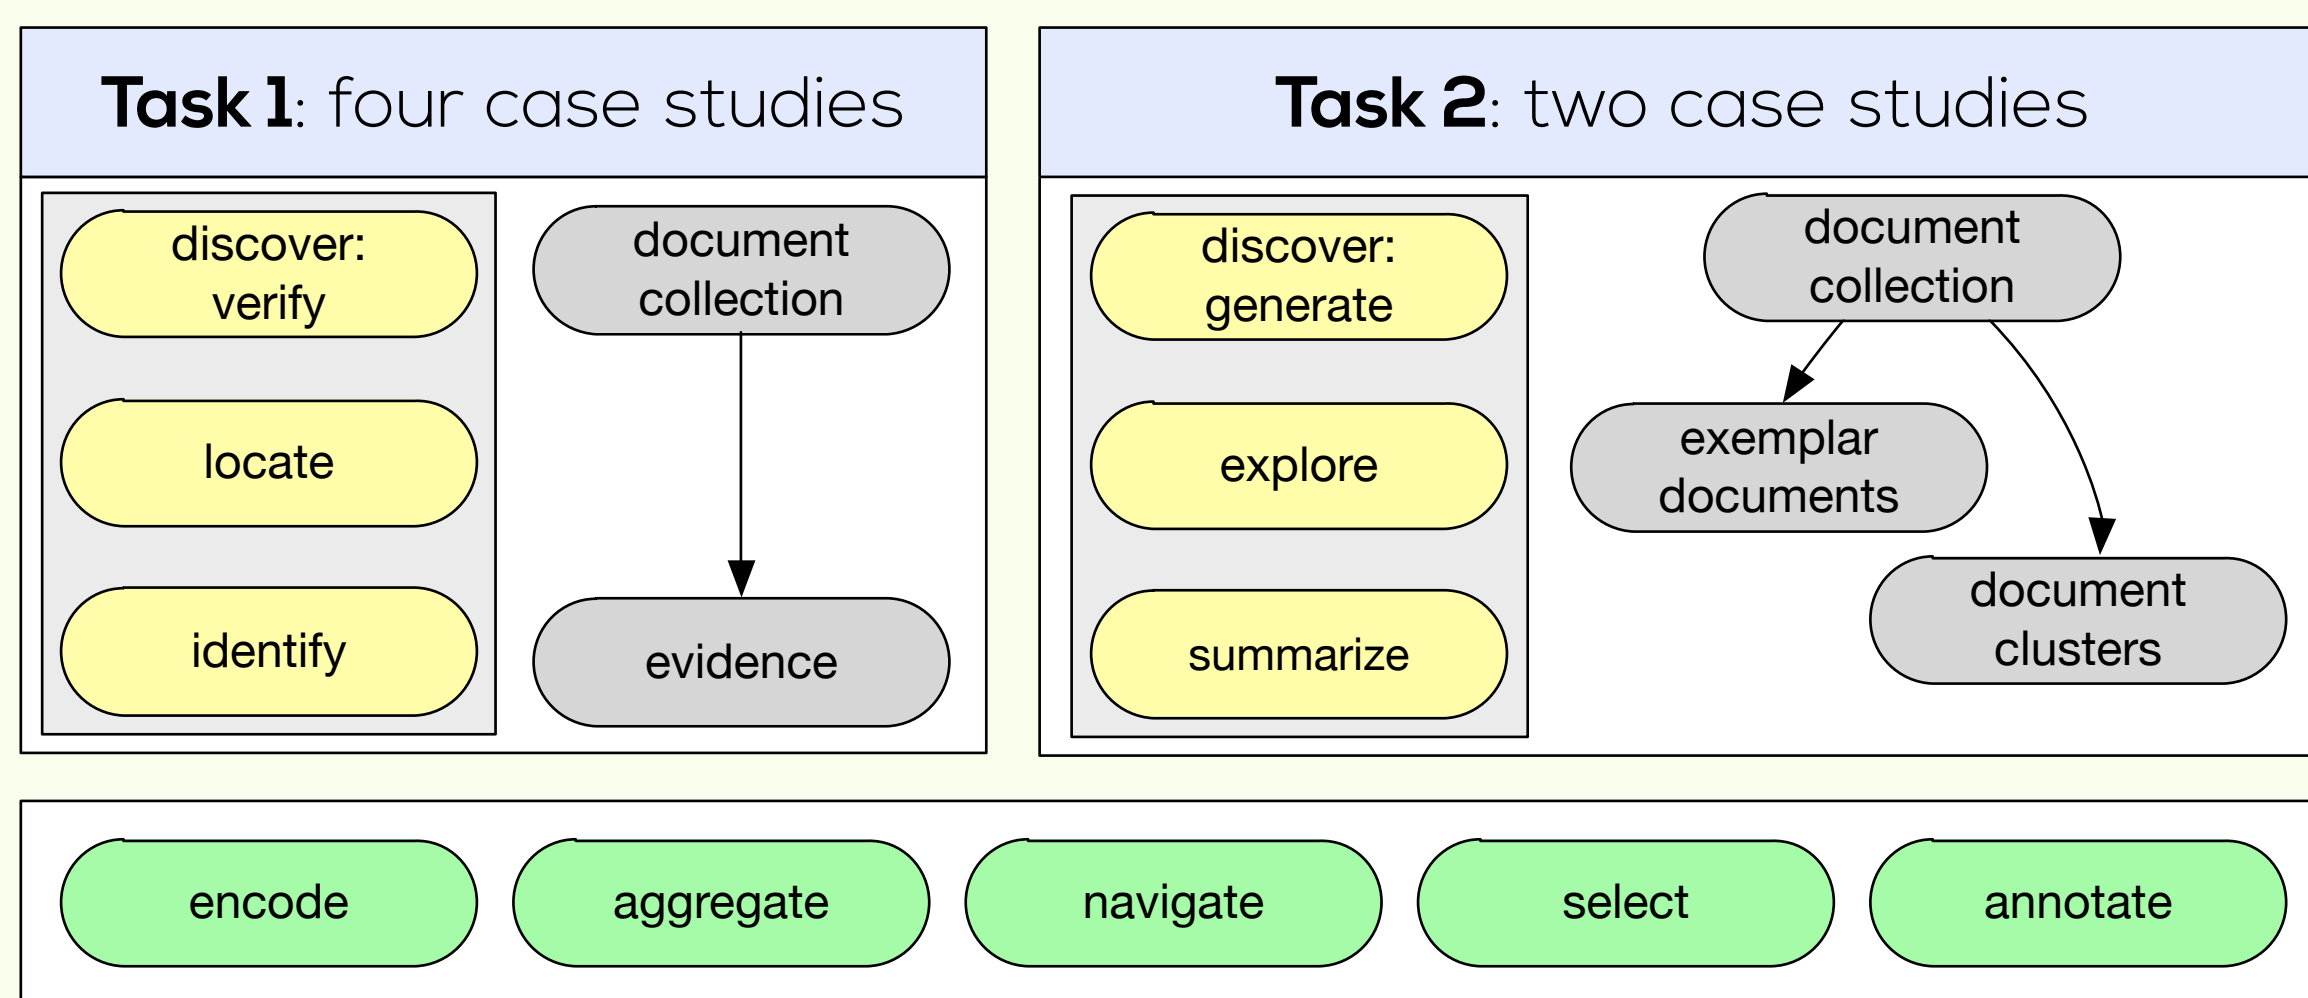 Task 1: four case studies
discover:
verify
locate
identify
document
collection
evidence
Task 2: two case studies
discover:
generate
explore
summarize
document
collection
exemplar
documents
document
clusters
encode
aggregate
navigate
select
annotate